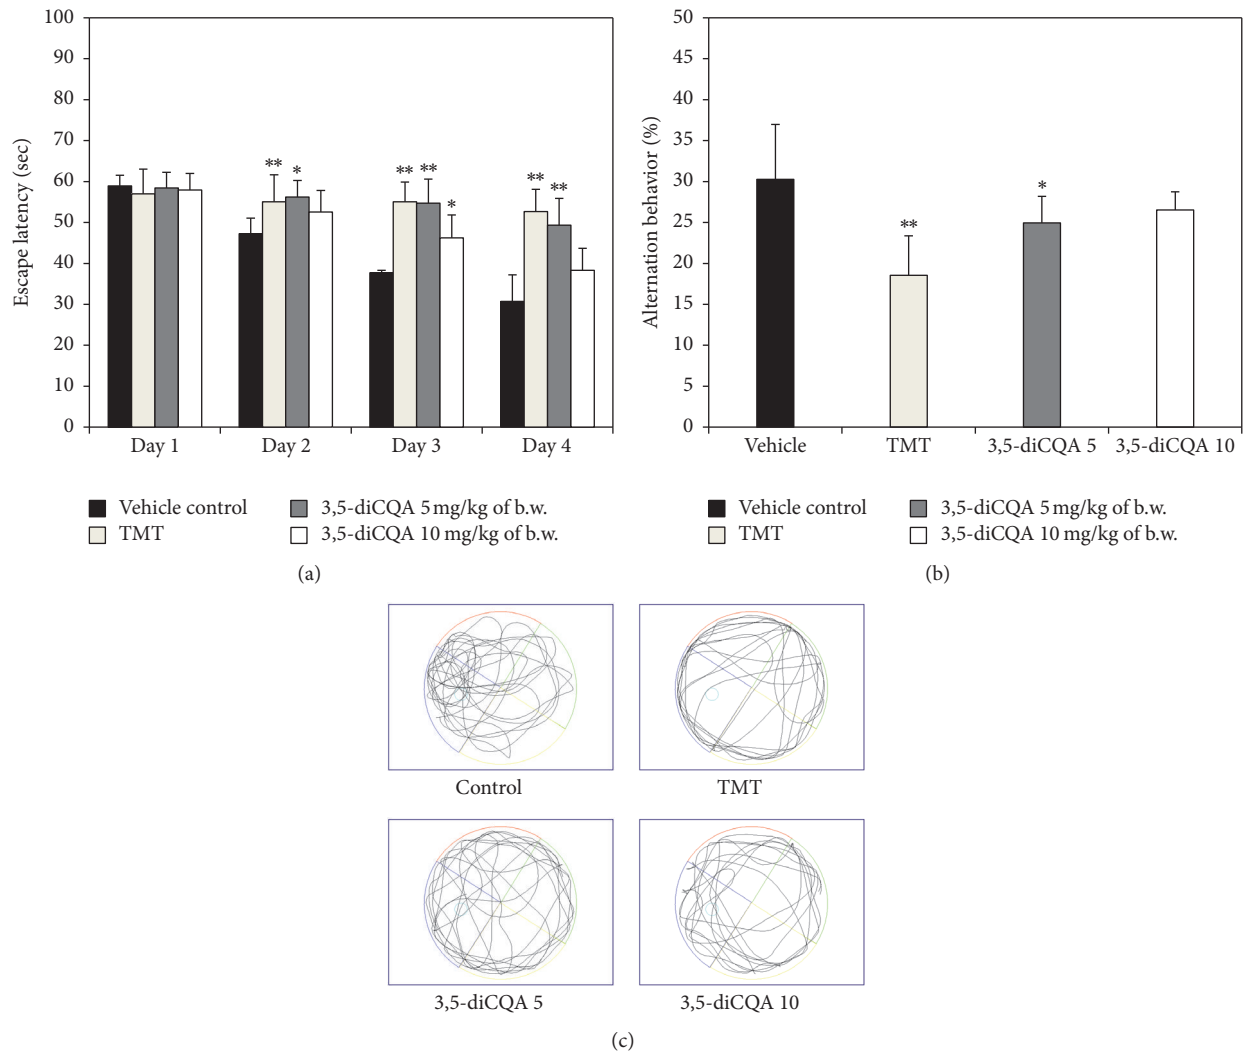 100
90
80
70
60
50
40
30
20
10
0
Escape latency (sec)
** *
** ** *
** **
Day 1 Day 2 Day 3 Day 4
Vehicle control
TMT
3,5-diCQA 5 mg/kg of b.w.
3,5-diCQA 10 mg/kg of b.w.
(a)
50
45
40
35
30
25
20
15
10
5
0
Alternation behavior (%)
**
*
Vehicle TMT 3,5-diCQA 5 3,5-diCQA 10
Vehicle control
TMT
3,5-diCQA 5 mg/kg of b.w.
3,5-diCQA 10 mg/kg of b.w.
(b)
Control
TMT
3,5-diCQA 5
3,5-diCQA 10
(c)